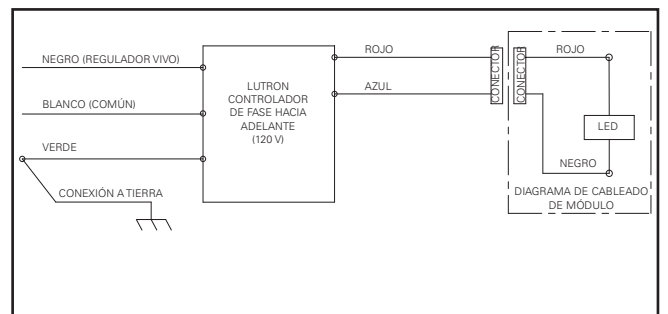 NEGRO (REGULADOR VIVO)
BLANCO (COMÚN)
VERDE
CONEXIÓN A TIERRA
LUTRON
CONTROLADOR
DE FASE HACIA
ADELANTE
(120 V)
ROJO
AZUL
CONECTOR
CONECTOR
ROJO
LED
NEGRO
DIAGRAMA DE CABLEADO
DE MÓDULO